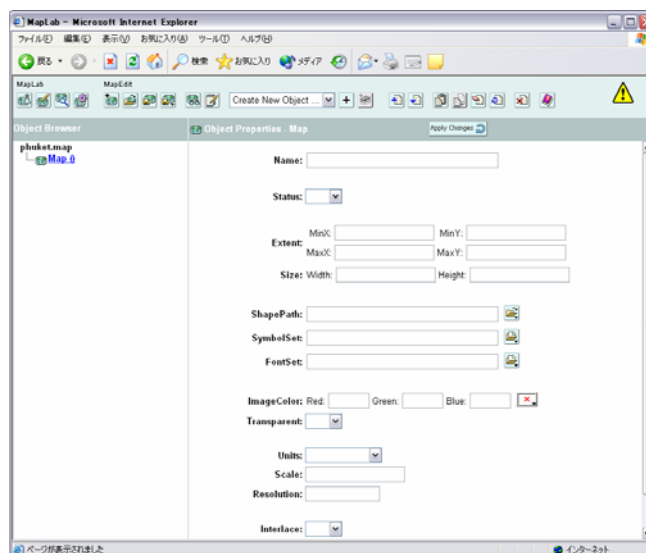 MapLab - Microsoft Internet Explorer
ファイル(F) 編集(E) 表示(V) お気に入り(A) ツール(T) ヘルプ(H)
戻る 検索 お気に入り メディア
MapLab MapEdit
Create New Object ...
Object Browser Object Properties - Map Apply Changes
phuket.map
Map 0
Name:
Status:
Extent: MinX: MinY:
MaxX: MaxY:
Size: Width: Height:
ShapePath:
SymbolSet:
FontSet:
ImageColor: Red: Green: Blue:
Transparent:
Units:
Scale:
Resolution:
Interlace:
ページが表示されました インターネット